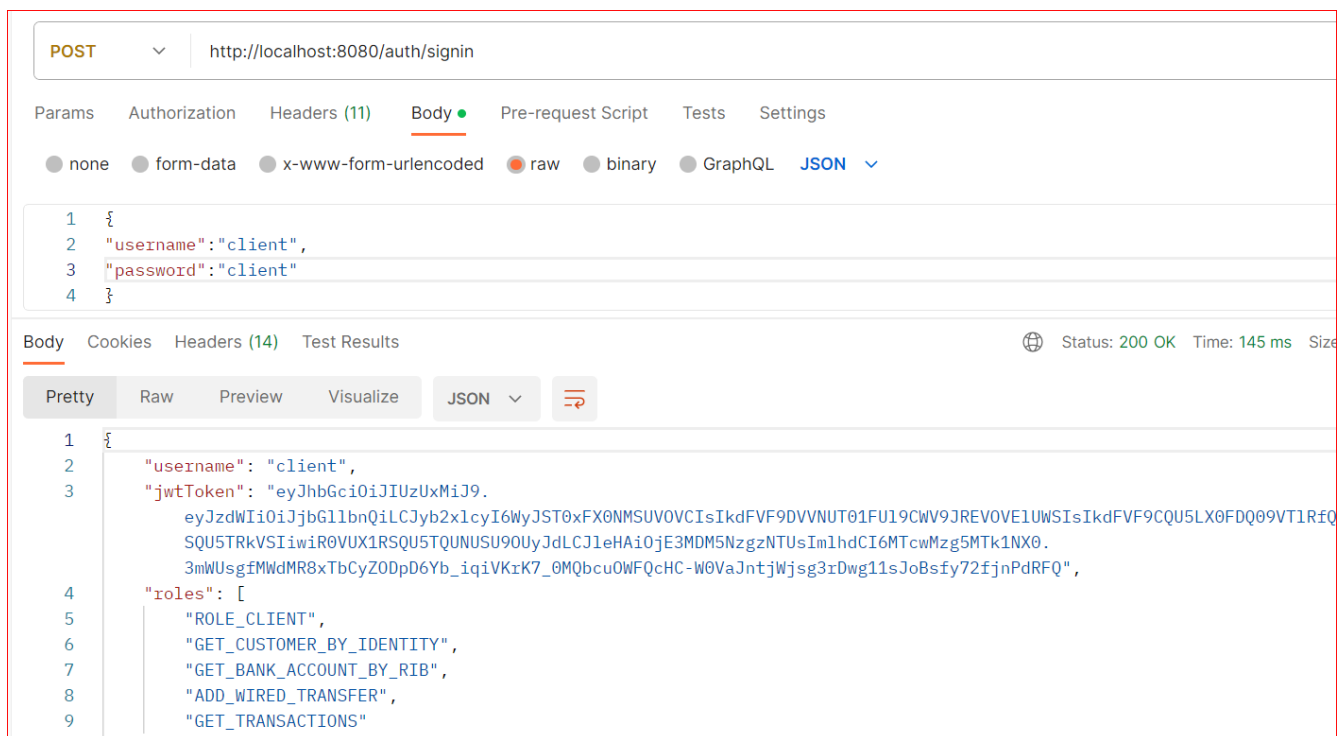 POST http://localhost:8080/auth/signin
Params Authorization Headers (11) Body Pre-request Script Tests Settings
none form-data x-www-form-urlencoded raw binary GraphQL JSON
1 {
2 "username":"client",
3 "password":"client"
4 }
Body Cookies Headers (14) Test Results Status: 200 OK Time: 145 ms Size
Pretty Raw Preview Visualize JSON
1 {
2 "username": "client",
3 "jwtToken": "eyJhbGciOiJIUzUxMiJ9.
eyJzdWIiOiJjbGllbnQiLCJyb2xlcyI6WyJST0xFX0NMSUVOVCIsIkdFVF9DVVNUT01FUl9CWV9JREVOVElUWSIsIkdFVF9CQU5LX0FDQ09VTlRfQ
SQU5TRkVSIiwiR0VUX1RSQU5TQUNUSU9OUyJdLCJleHAiOjE3MDM5NzgzNTUsImlhdCI6MTcwMzg5MTk1NX0.
3mWUsgfMWdMR8xTbCyZODpD6Yb_iqiVKrK7_0MQbcuOWFQcHC-W0VaJntjWjsg3rDwg11sJoBsfy72fjnPdRFQ",
4 "roles": [
5 "ROLE_CLIENT",
6 "GET_CUSTOMER_BY_IDENTITY",
7 "GET_BANK_ACCOUNT_BY_RIB",
8 "ADD_WIRED_TRANSFER",
9 "GET_TRANSACTIONS"